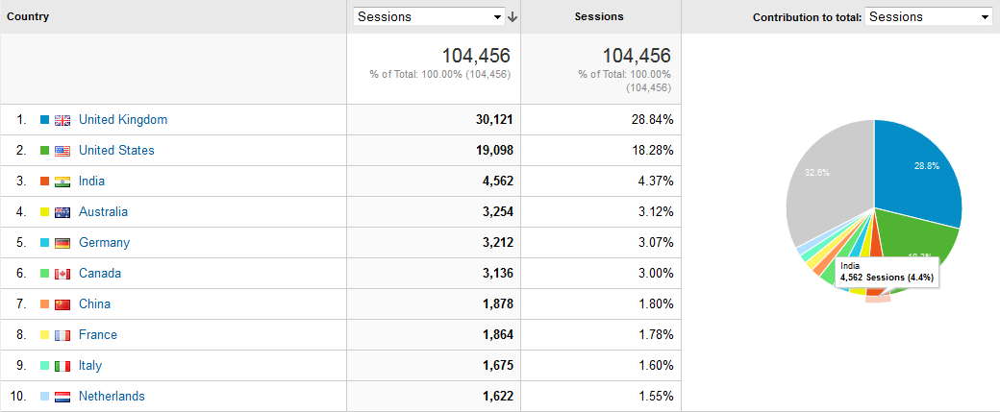 Country Sessions Sessions Contribution to total: Sessions
104,456 104,456
% of Total: 100.00% (104,456) % of Total: 100.00%
(104,456)
1. United Kingdom 30,121 28.84%
2. United States 19,098 18.28%
3. India 4,562 4.37%
4. Australia 3,254 3.12%
5. Germany 3,212 3.07%
6. Canada 3,136 3.00%
7. China 1,878 1.80%
8. France 1,864 1.78%
9. Italy 1,675 1.60%
10. Netherlands 1,622 1.55%
32.6% 28.8%
India
4,562 Sessions (4.4%)